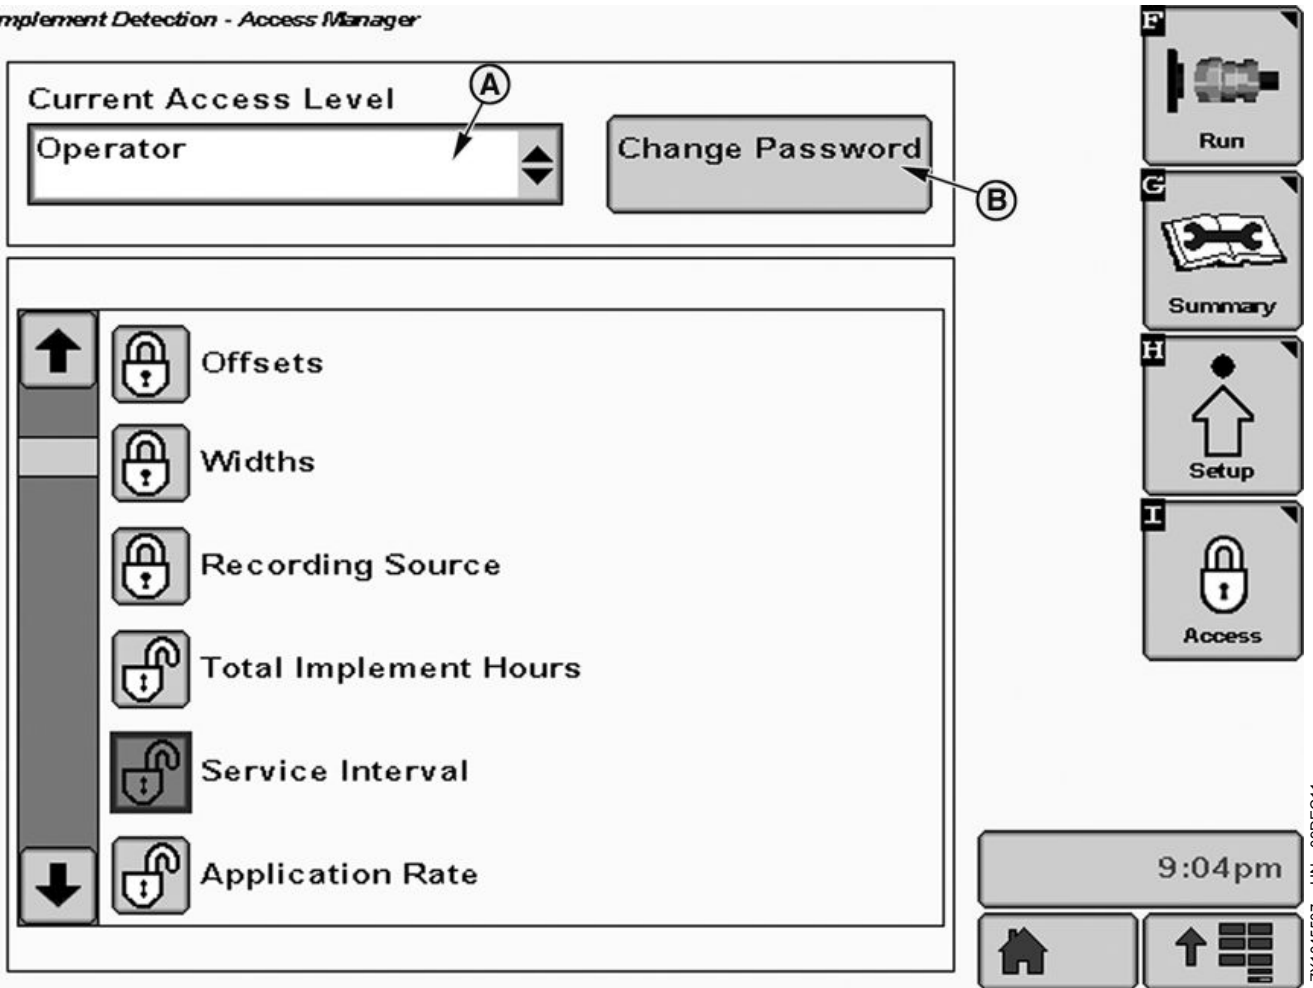 mplement Detection - Access Manager
Current Access Level
A
Operator
Change Password
B
Offsets
Widths
Recording Source
Total Implement Hours
Service Interval
Application Rate
F
Run
G
Summary
H
Setup
I
Access
9:04pm